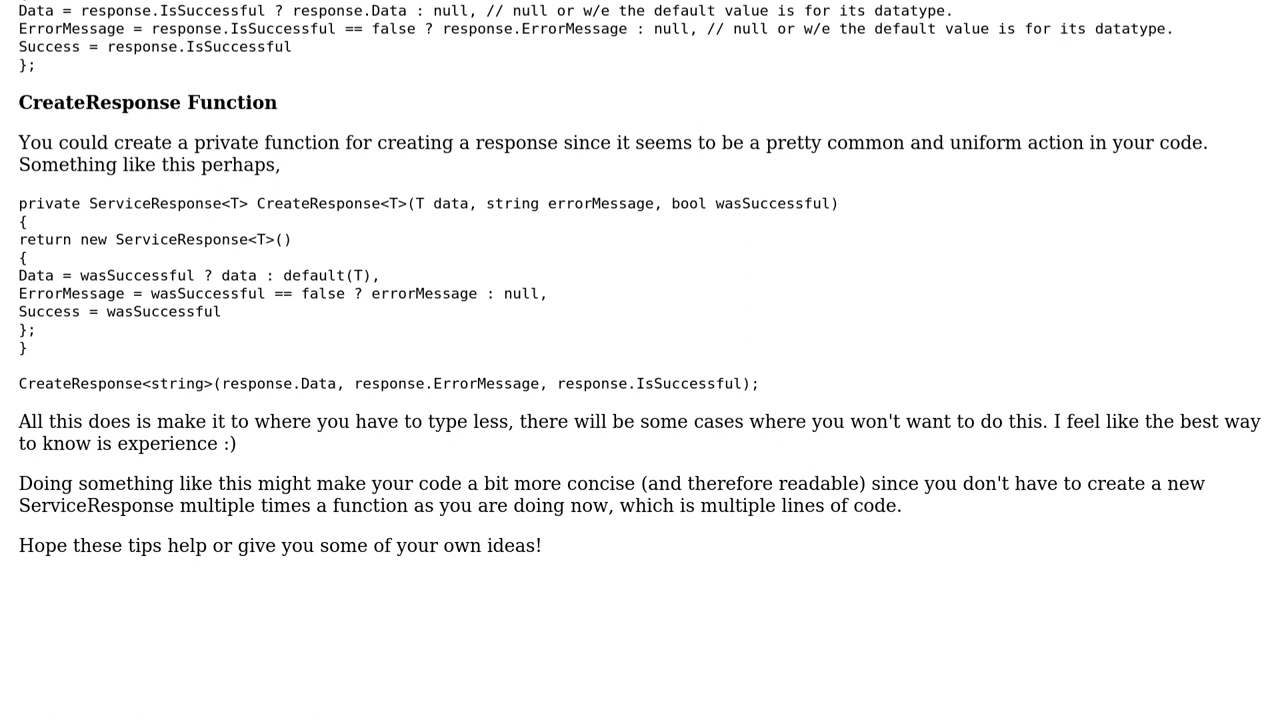 Data = response.IsSuccessful ? response.Data : null, // null or w/e the default value is for its datatype.
ErrorMessage = response.IsSuccessful == false ? response.ErrorMessage : null, // null or w/e the default value is for its datatype.
Success = response.IsSuccessful
};
CreateResponse Function
You could create a private function for creating a response since it seems to be a pretty common and uniform action in your code.
Something like this perhaps,
private ServiceResponse<T> CreateResponse<T>(T data, string errorMessage, bool wasSuccessful)
{
return new ServiceResponse<T>()
{
Data = wasSuccessful ? data : default(T),
ErrorMessage = wasSuccessful == false ? errorMessage : null,
Success = wasSuccessful
};
}
CreateResponse<string>(response.Data, response.ErrorMessage, response.IsSuccessful);
All this does is make it to where you have to type less, there will be some cases where you won't want to do this. I feel like the best way
to know is experience :)
Doing something like this might make your code a bit more concise (and therefore readable) since you don't have to create a new
ServiceResponse multiple times a function as you are doing now, which is multiple lines of code.
Hope these tips help or give you some of your own ideas!